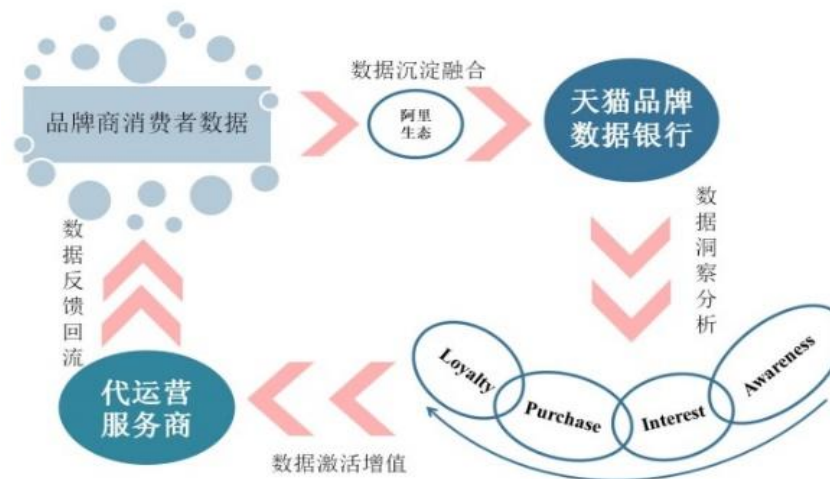 数据沉淀融合
品牌商消费者数据
阿里
生态
天猫品牌
数据银行
数据洞察分析
Awareness
Interest
Purchase
Loyalty
数据激活增值
代运营
服务商
数据反馈回流